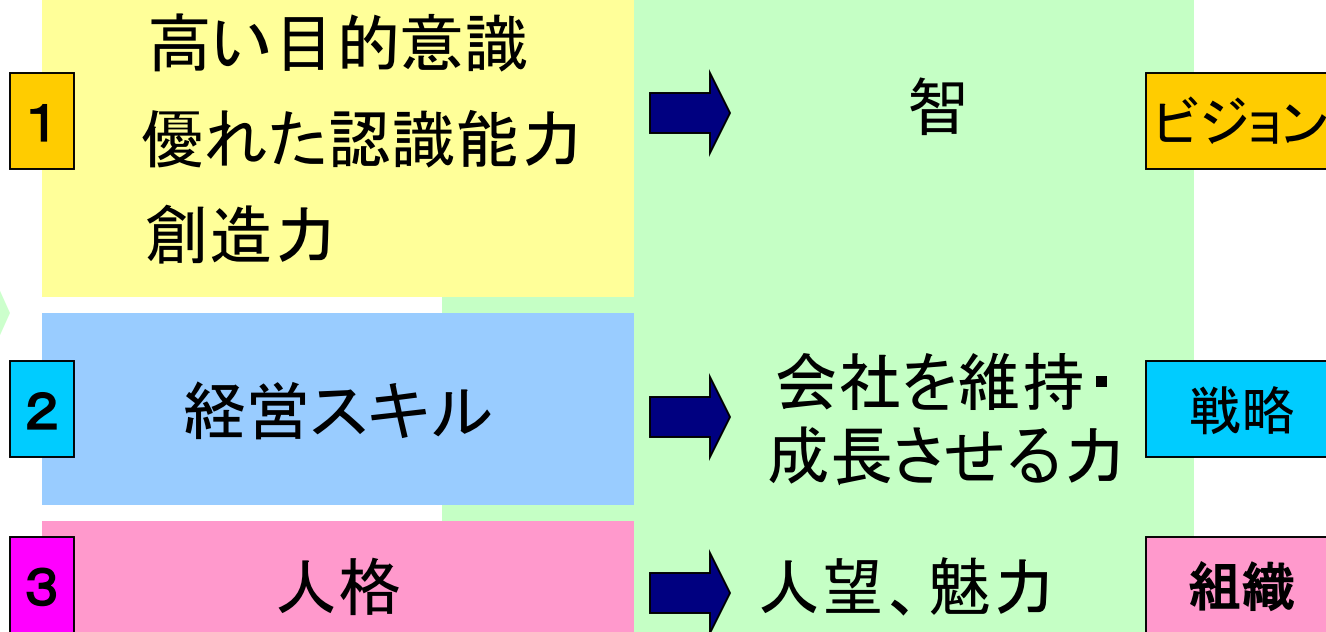 高い目的意識
1
優れた認識能力
智
ビジョン
創造力
2
経営スキル
会社を維持・
成長させる力
戦略
3
人格
人望、魅力
組織